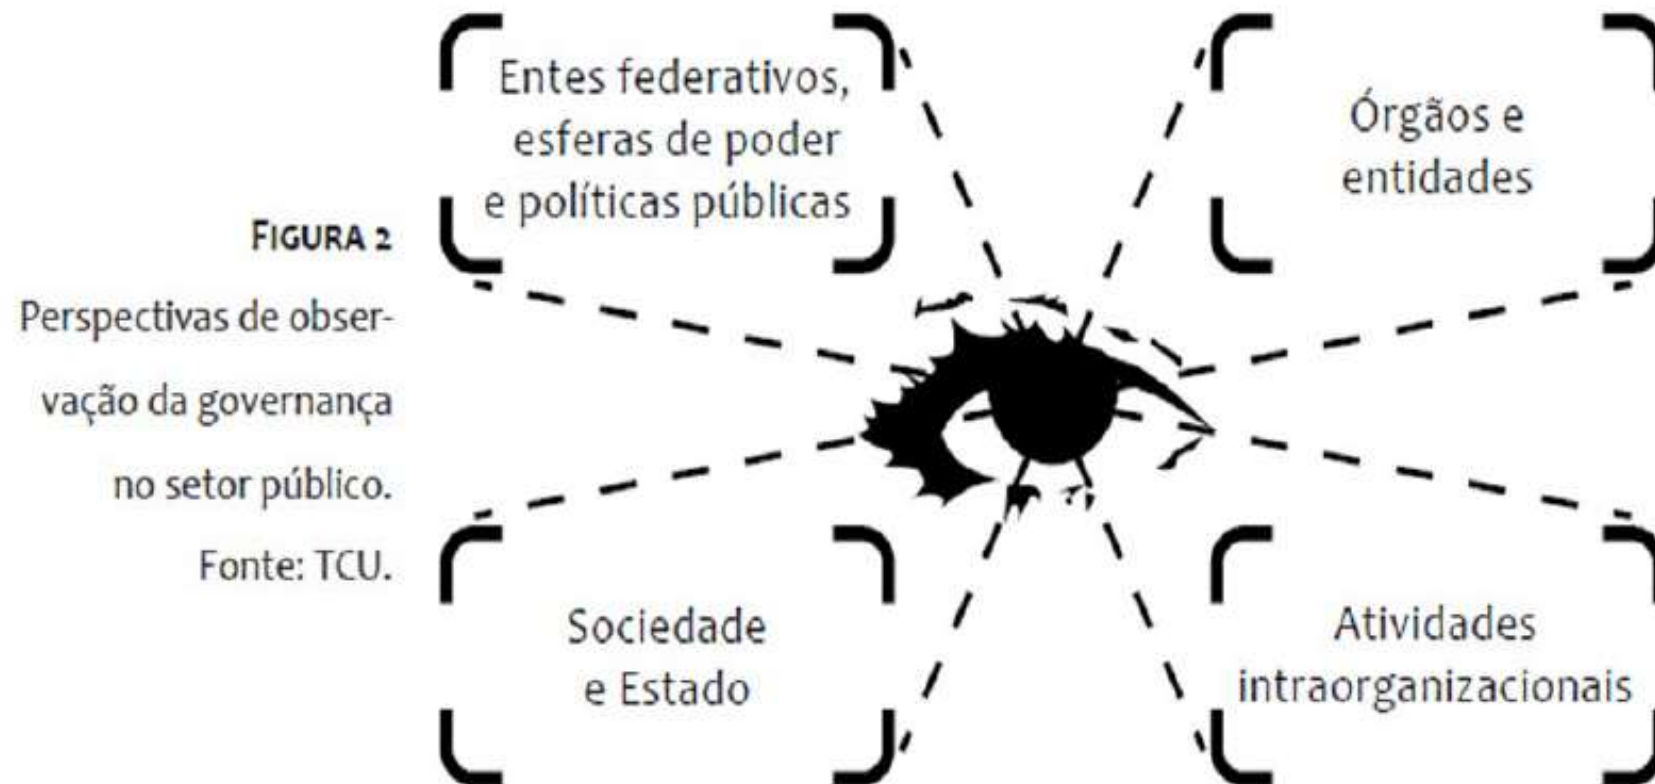 Entes federativos,
esferas de poder
e políticas públicas
Órgãos e
entidades
FIGURA 2
Perspectivas de obser-
vação da governança
no setor público.
Fonte: TCU.
Sociedade
e Estado
Atividades
intraorganizacionais